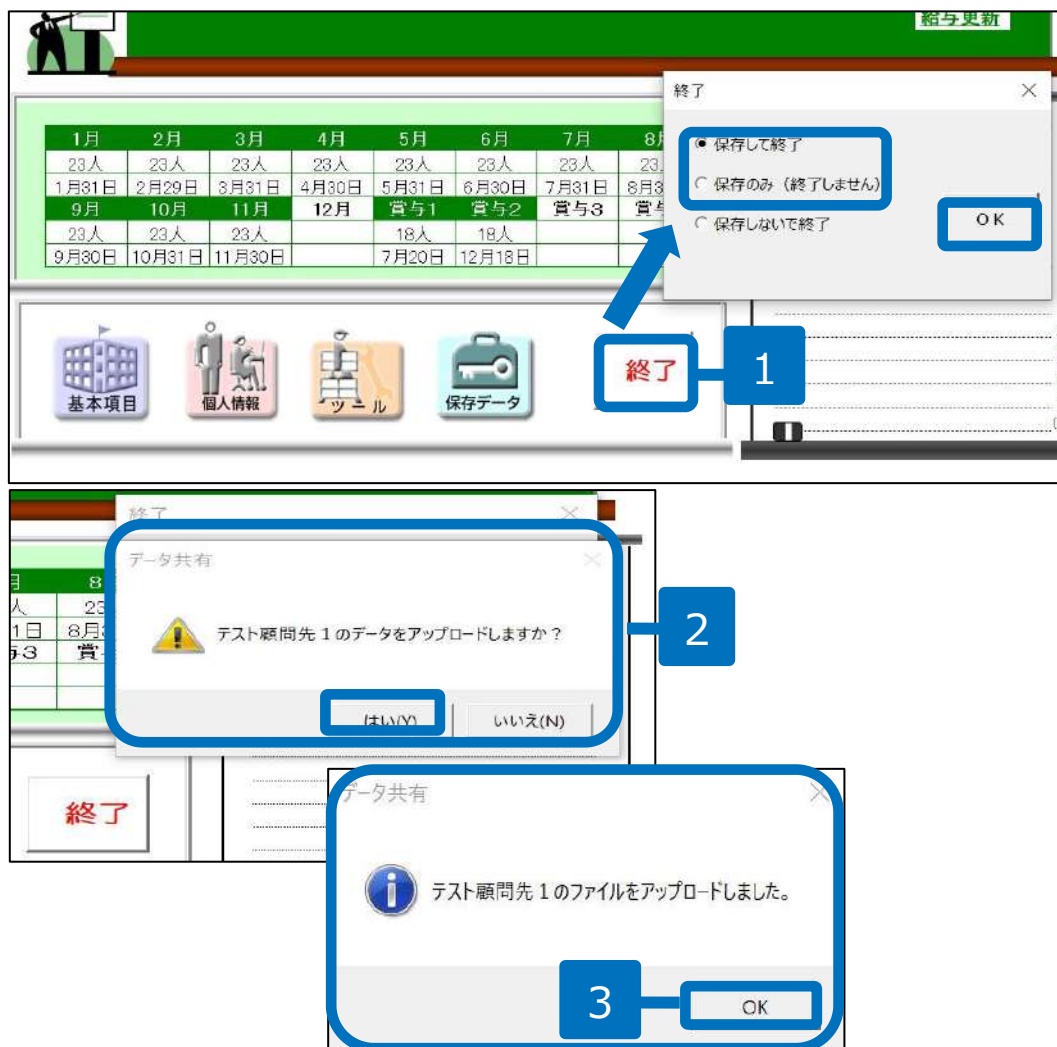 給与更新
終了
1月 2月 3月 4月 5月 6月 7月
23人 23人 23人 23人 23人 23人 23人
1月31日 2月29日 3月31日 4月30日 5月31日 6月30日 7月31日
9月 10月 11月 12月 賞与1 賞与2 賞与3
23人 23人 23人 18人 18人
9月30日 10月31日 11月30日 7月20日 12月18日
保存して終了
保存のみ (終了しません)
保存しないで終了
OK
基本項目
個人情報
ツール
保存データ
終了
1
終了
データ共有
テスト顧問先1のデータをアップロードしますか?
はい(Y)
いいえ(N)
2
終了
データ共有
テスト顧問先1のファイルをアップロードしました。
3
OK